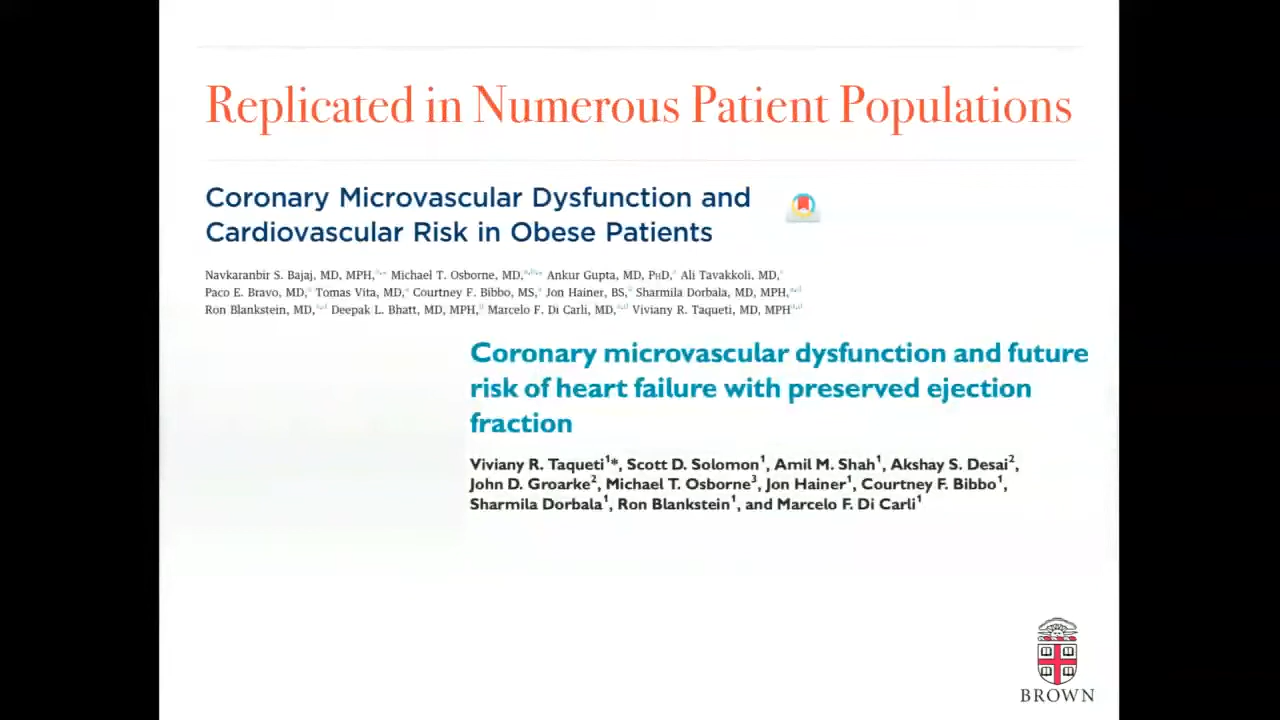 Replicated in Numerous Patient Populations
Coronary Microvascular Dysfunction and
Cardiovascular Risk in Obese Patients
Navkaranbir S. Bajaj, MD, MPH, Michael T. Osborne, MD, Ankur Gupta, MD, PhD, Ali Tavakkoli, MD,
Paco E. Bravo, MD, Tomas Vita, MD, Courtney F. Bibbo, MS, Jon Hainer, BS, Sharmila Dorbala, MD, MPH,
Ron Blankstein, MD, Deepak L. Bhatt, MD, MPH, Marcelo F. Di Carli, MD, Viviany R. Taqueti, MD, MPH
Coronary microvascular dysfunction and future
risk of heart failure with preserved ejection
fraction
Viviany R. Taqueti¹*, Scott D. Solomon¹, Amil M. Shah¹, Akshay S. Desai²,
John D. Groarke², Michael T. Osborne³, Jon Hainer¹, Courtney F. Bibbo¹,
Sharmila Dorbala¹, Ron Blankstein¹, and Marcelo F. Di Carli¹
BROWN